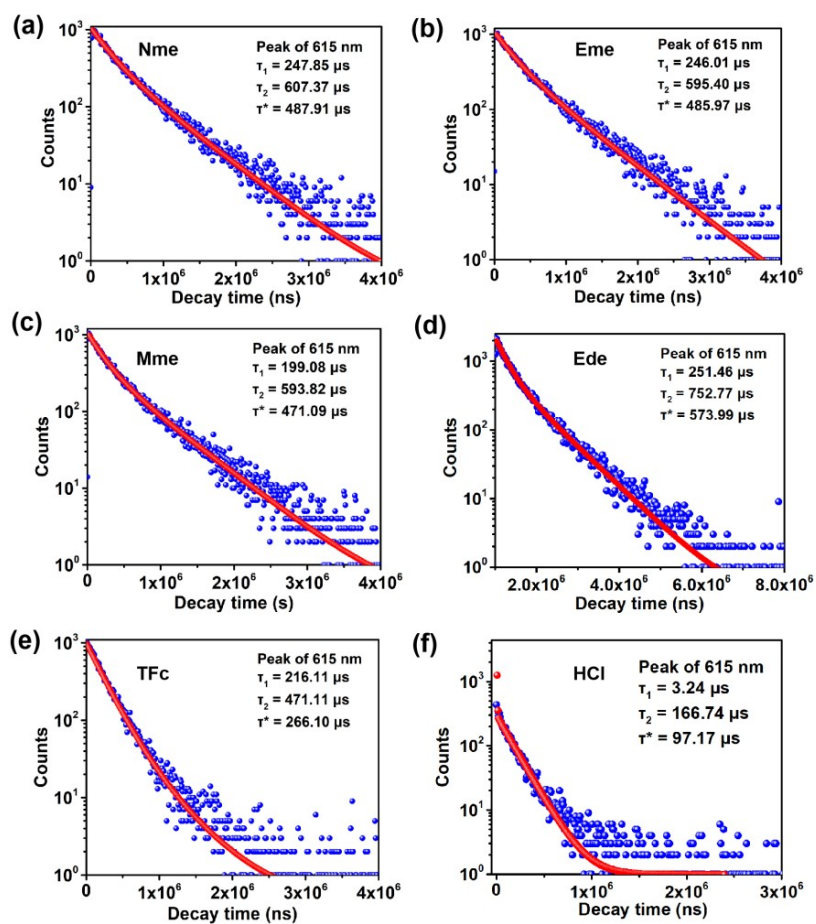 (a)
Nme
Peak of 615 nm
τ₁ = 247.85 µs
τ₂ = 607.37 µs
τ* = 487.91 µs
Counts
10³
10²
10¹
10⁰
0
1x10⁶
2x10⁶
3x10⁶
4x10⁶
Decay time (ns)
(b)
Eme
Peak of 615 nm
τ₁ = 246.01 µs
τ₂ = 595.40 µs
τ* = 485.97 µs
Counts
10³
10²
10¹
10⁰
0
1x10⁶
2x10⁶
3x10⁶
4x10⁶
Decay time (ns)
(c)
Mme
Peak of 615 nm
τ₁ = 199.08 µs
τ₂ = 593.82 µs
τ* = 471.09 µs
Counts
10³
10²
10¹
10⁰
0
1x10⁶
2x10⁶
3x10⁶
4x10⁶
Decay time (s)
(d)
Ede
Peak of 615 nm
τ₁ = 251.46 µs
τ₂ = 752.77 µs
τ* = 573.99 µs
Counts
10³
10²
10¹
10⁰
2.0x10⁶
4.0x10⁶
6.0x10⁶
8.0x10⁶
Decay time (ns)
(e)
TFc
Peak of 615 nm
τ₁ = 216.11 µs
τ₂ = 471.11 µs
τ* = 266.10 µs
Counts
10³
10²
10¹
10⁰
0
1x10⁶
2x10⁶
3x10⁶
4x10⁶
Decay time (ns)
(f)
HCl
Peak of 615 nm
τ₁ = 3.24 µs
τ₂ = 166.74 µs
τ* = 97.17 µs
Counts
10³
10²
10¹
10⁰
0
1x10⁶
2x10⁶
3x10⁶
Decay time (ns)